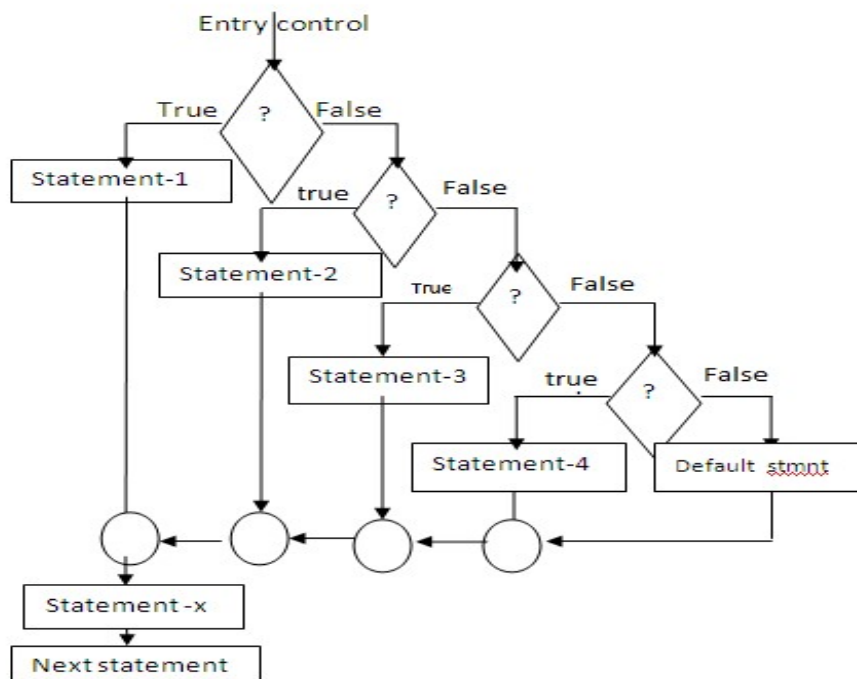 Entry control
True
?
False
Statement-1
true
?
False
Statement-2
True
?
False
Statement-3
true
?
False
Statement-4
Default stmnt
Statement -x
Next statement